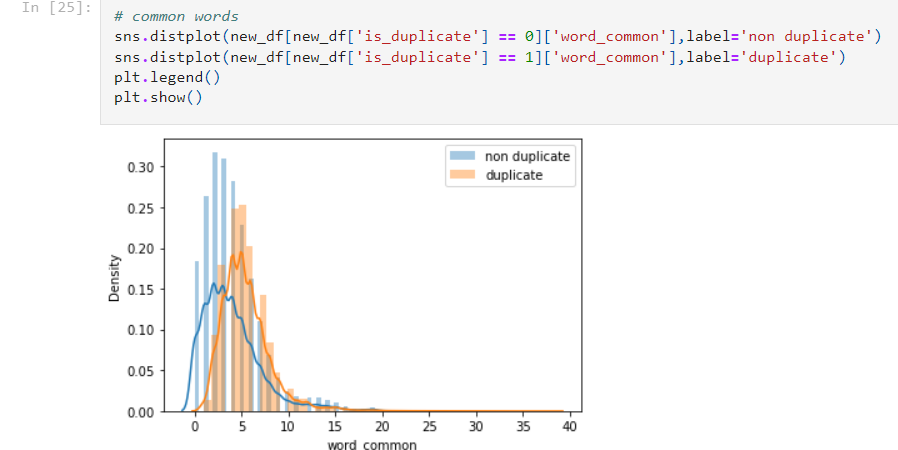 In [25]:
# common words
sns.distplot(new_df[new_df['is_duplicate'] == 0]['word_common'],label='non duplicate')
sns.distplot(new_df[new_df['is_duplicate'] == 1]['word_common'],label='duplicate')
plt.legend()
plt.show()
non duplicate
duplicate
0.30
0.25
0.20
0.15
0.10
0.05
0.00
Density
0 5 10 15 20 25 30 35 40
word_common